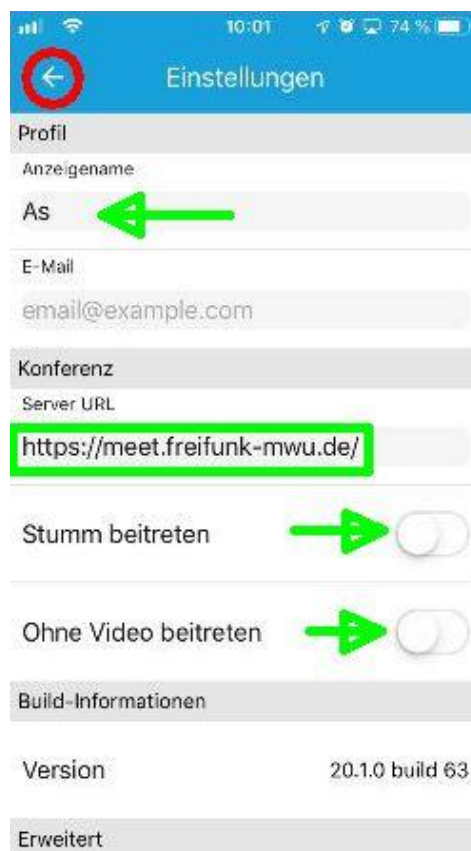 10:01 74 %
Einstellungen
Profil
Anzeigename
As
E-Mail
email@example.com
Konferenz
Server URL
https://meet.freifunk-mwu.de/
Stumm beitreten
Ohne Video beitreten
Build-Informationen
Version 20.1.0 build 63
Erweitert